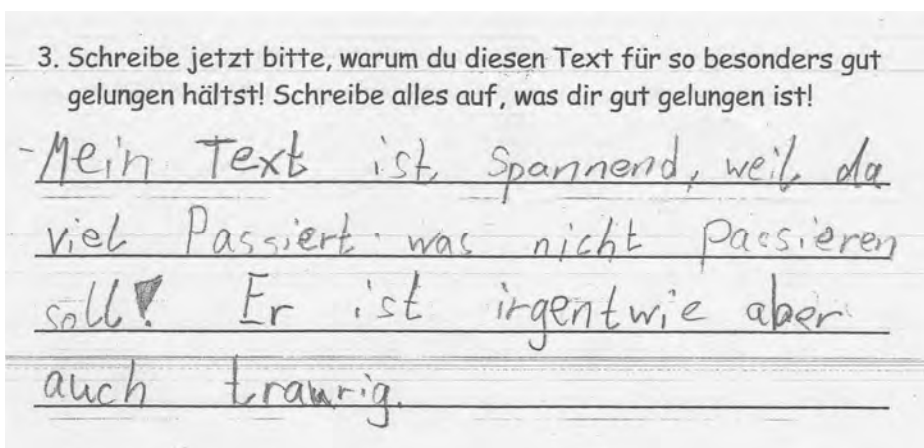 3. Schreibe jetzt bitte, warum du diesen Text für so besonders gut
gelungen hältst! Schreibe alles auf, was dir gut gelungen ist!
-Mein Text ist Spannend, weil da
viel Passiert was nicht Passieren
soll! Er ist irgentwie aber
auch traurig.